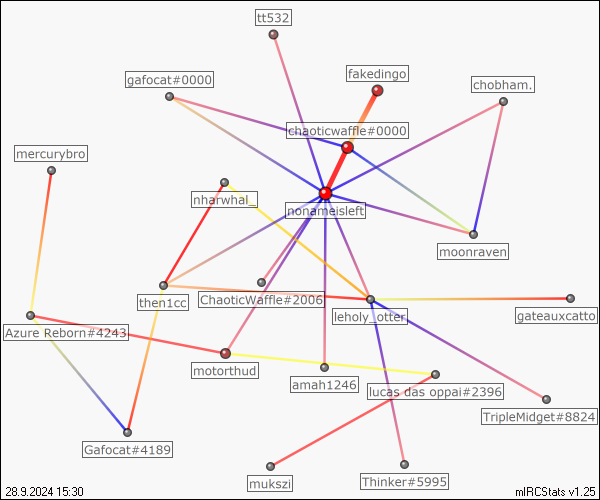 tt532
fakedingo
gafocat#0000
chobham.
chaoticwaffle#0000
mercurybro
nharwhal_
nonameisleft
moonraven
then1cc
ChaoticWaffle#2006
leholy_otter
gateauxcatto
Azure Reborn#4243
motorthud
amah1246
lucas das oppai#2396
TripleMidget#8824
Gafocat#4189
mukszi
Thinker#5995
28.9.2024 15:30
mIRCStats v1.25